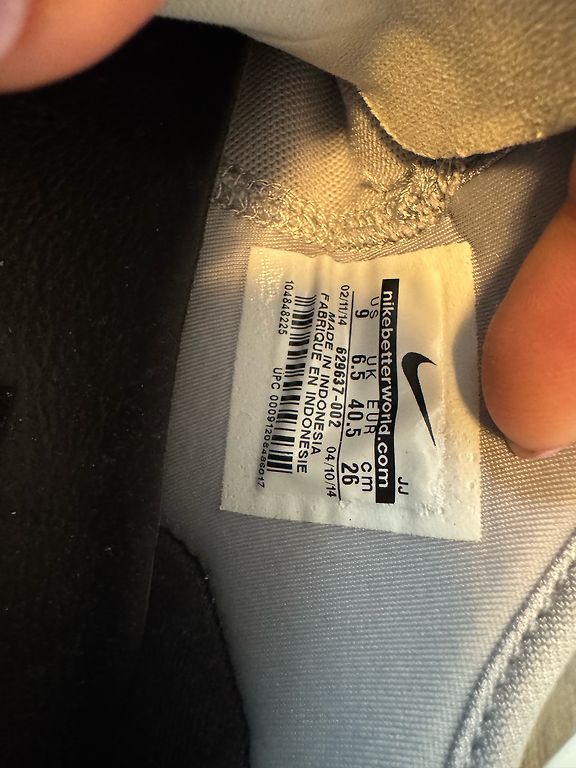 JJ
nikebetterworld.com
US UK EUR cm
9 6.5 40.5 26
02/11/14 629637-002 04/10/14
MADE IN INDONESIA
FABRIQUE EN INDONESIE
104848225